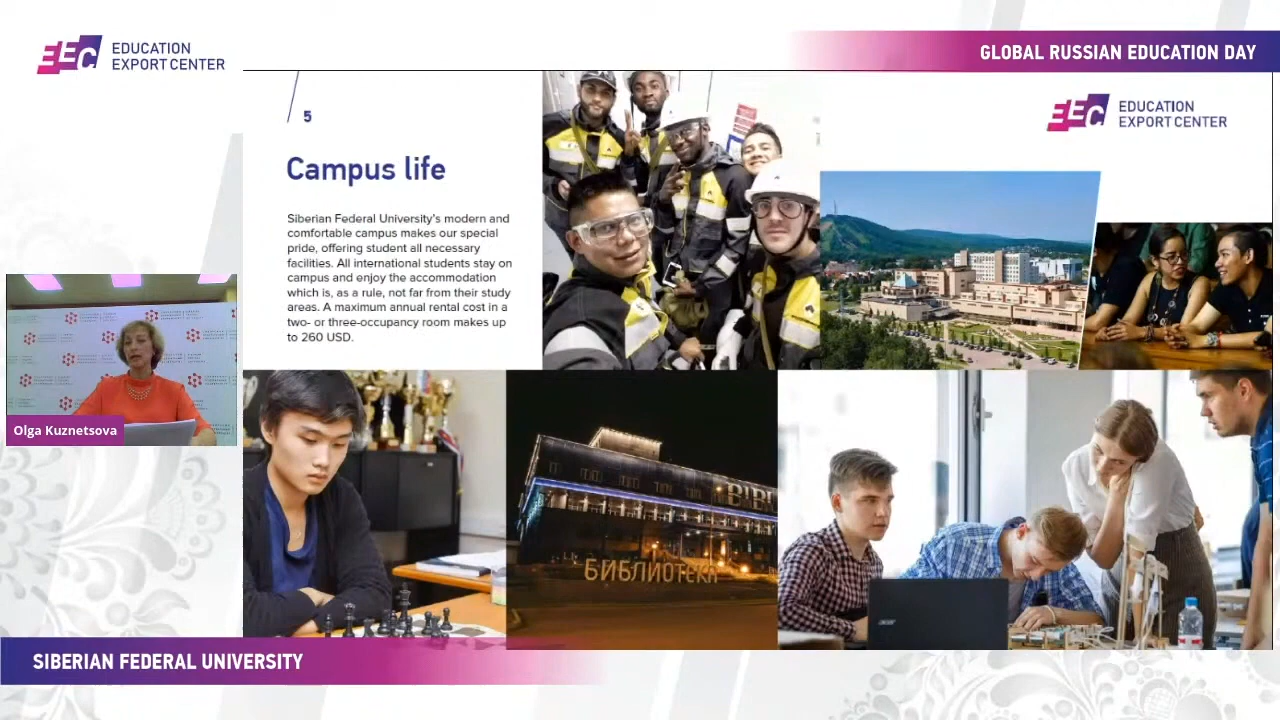 EEC EDUCATION
EXPORT CENTER
GLOBAL RUSSIAN EDUCATION DAY
5
EEC EDUCATION
EXPORT CENTER
Campus life
Siberian Federal University's modern and
comfortable campus makes our special
pride, offering student all necessary
facilities. All international students stay on
campus and enjoy the accommodation
which is, as a rule, not far from their study
areas. A maximum annual rental cost in a
two- or three-occupancy room makes up
to 260 USD.
Olga Kuznetsova
БИБЛИОТЕКА
acer
SIBERIAN FEDERAL UNIVERSITY